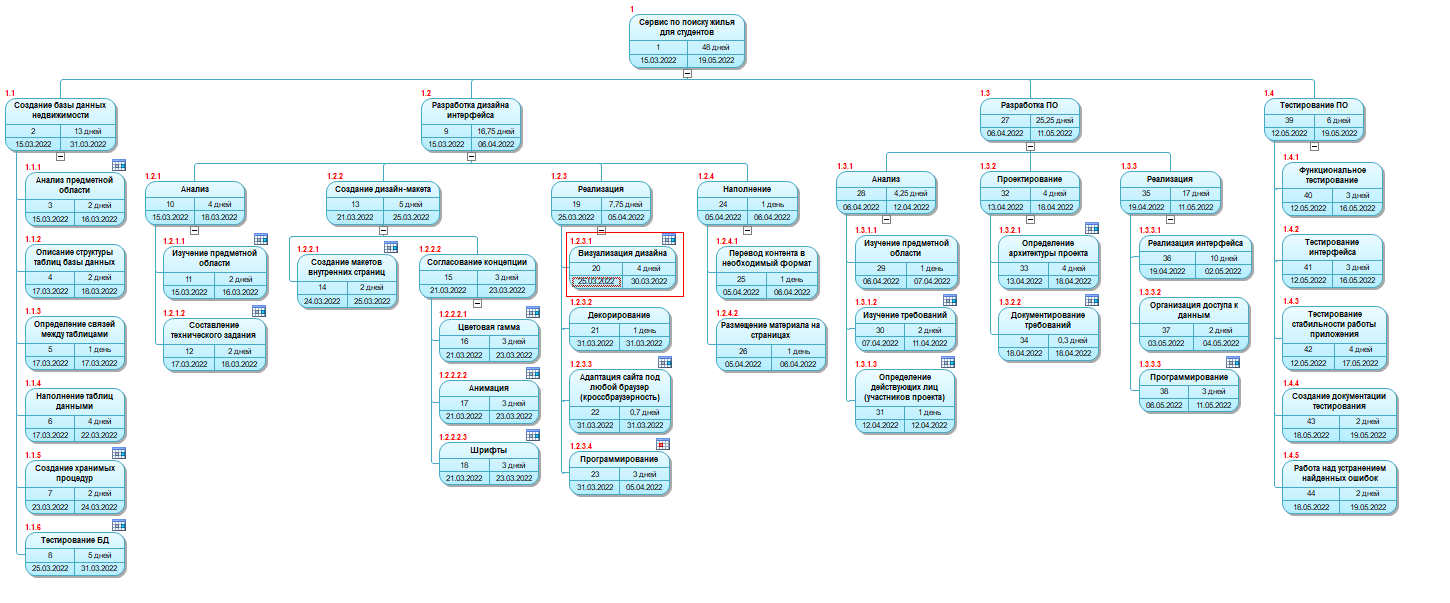 1
Сервис по поиску жилья
для студентов
1 48 дней
15.03.2022 19.05.2022
1.1
Создание базы данных
недвижимости
2 13 дней
15.03.2022 31.03.2022
1.1.1
Анализ предметной
области
3 2 дней
15.03.2022 16.03.2022
1.1.2
Описание структуры
таблиц базы данных
4 2 дней
17.03.2022 18.03.2022
1.1.3
Определение связей
между таблицами
5 1 день
17.03.2022 17.03.2022
1.1.4
Наполнение таблиц
данными
6 4 дней
17.03.2022 22.03.2022
1.1.5
Создание хранимых
процедур
7 2 дней
23.03.2022 24.03.2022
1.1.6
Тестирование БД
8 5 дней
25.03.2022 31.03.2022
1.2
Разработка дизайна
интерфейса
9 16,75 дней
15.03.2022 06.04.2022
1.2.1
Анализ
10 4 дней
15.03.2022 18.03.2022
1.2.1.1
Изучение предметной
области
11 2 дней
15.03.2022 16.03.2022
1.2.1.2
Составление
технического задания
12 2 дней
17.03.2022 18.03.2022
1.2.2
Создание дизайн-макета
13 5 дней
21.03.2022 25.03.2022
1.2.2.1
Создание макетов
внутренних страниц
14 2 дней
24.03.2022 25.03.2022
1.2.2.2
Согласование концепции
15 3 дней
21.03.2022 23.03.2022
1.2.2.2.1
Цветовая гамма
16 3 дней
21.03.2022 23.03.2022
1.2.2.2.2
Анимация
17 3 дней
21.03.2022 23.03.2022
1.2.2.2.3
Шрифты
18 3 дней
21.03.2022 23.03.2022
1.2.3
Реализация
19 7,75 дней
25.03.2022 05.04.2022
1.2.3.1
Визуализация дизайна
20 4 дней
25.03.2022 30.03.2022
1.2.3.2
Декорирование
21 1 день
31.03.2022 31.03.2022
1.2.3.3
Адаптация сайта под
любой браузер
(кроссбраузерность)
22 0,7 дней
31.03.2022 31.03.2022
1.2.3.4
Программирование
23 3 дней
31.03.2022 05.04.2022
1.2.4
Наполнение
24 1 день
05.04.2022 06.04.2022
1.2.4.1
Перевод контента в
необходимый формат
25 1 день
05.04.2022 06.04.2022
1.2.4.2
Размещение материала на
страницах
26 1 день
05.04.2022 06.04.2022
1.3
Разработка ПО
27 25,25 дней
06.04.2022 11.05.2022
1.3.1
Анализ
28 4,25 дней
06.04.2022 12.04.2022
1.3.1.1
Изучение предметной
области
29 1 день
06.04.2022 07.04.2022
1.3.1.2
Изучение требований
30 2 дней
07.04.2022 11.04.2022
1.3.1.3
Определение
действующих лиц
(участников проекта)
31 1 день
12.04.2022 12.04.2022
1.3.2
Проектирование
32 4 дней
13.04.2022 18.04.2022
1.3.2.1
Определение
архитектуры проекта
33 4 дней
13.04.2022 18.04.2022
1.3.2.2
Документирование
требований
34 0,3 дней
18.04.2022 18.04.2022
1.3.3
Реализация
35 17 дней
19.04.2022 11.05.2022
1.3.3.1
Реализация интерфейса
36 10 дней
19.04.2022 02.05.2022
1.3.3.2
Организация доступа к
данным
37 2 дней
03.05.2022 04.05.2022
1.3.3.3
Программирование
38 3 дней
06.05.2022 11.05.2022
1.4
Тестирование ПО
39 6 дней
12.05.2022 19.05.2022
1.4.1
Функциональное
тестирование
40 3 дней
12.05.2022 16.05.2022
1.4.2
Тестирование
интерфейса
41 3 дней
12.05.2022 16.05.2022
1.4.3
Тестирование
стабильности работы
приложения
42 4 дней
12.05.2022 17.05.2022
1.4.4
Создание документации
тестирования
43 2 дней
18.05.2022 19.05.2022
1.4.5
Работа над устранением
найденных ошибок
44 2 дней
18.05.2022 19.05.2022